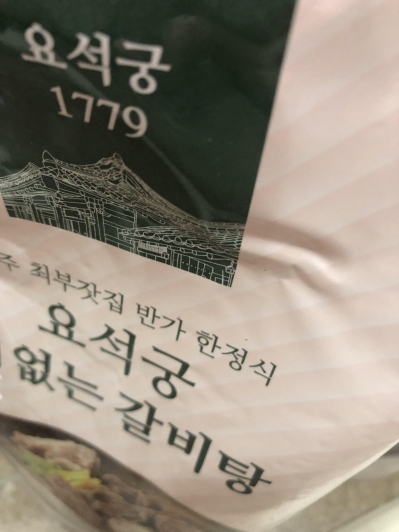 요석궁
1779
주 최부잣집 반가 한정식
요석궁
없는 갈비탕